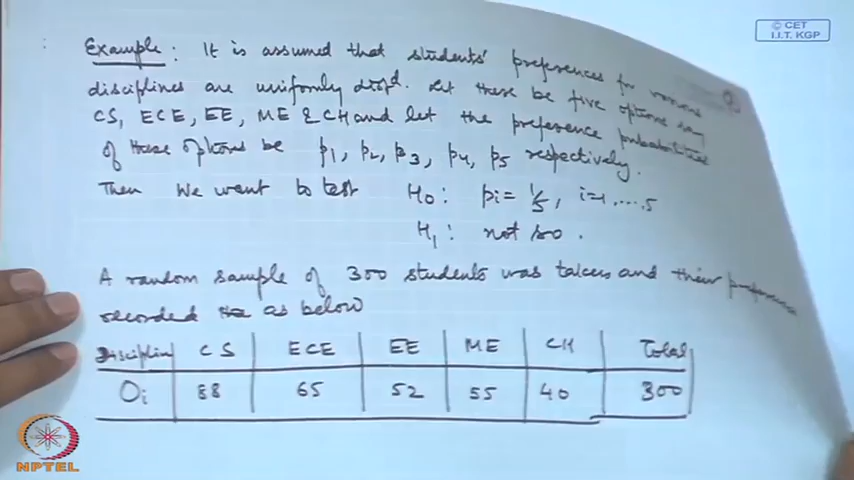 © CET
I.I.T. KGP
Example: It is assumed that students' preferences for various
disciplines are uniformly distd. Let there be five options say
CS, ECE, EE, ME & CH and let the preference probabilities
of these options be p1, p2, p3, p4, p5 respectively.
Then we want to test H0: pi = 1/5, i=1,....5
H1: not so.
A random sample of 300 students was taken and their preference
recorded as below
Discipline CS ECE EE ME CH Total
Oi 88 65 52 55 40 300
NPTEL